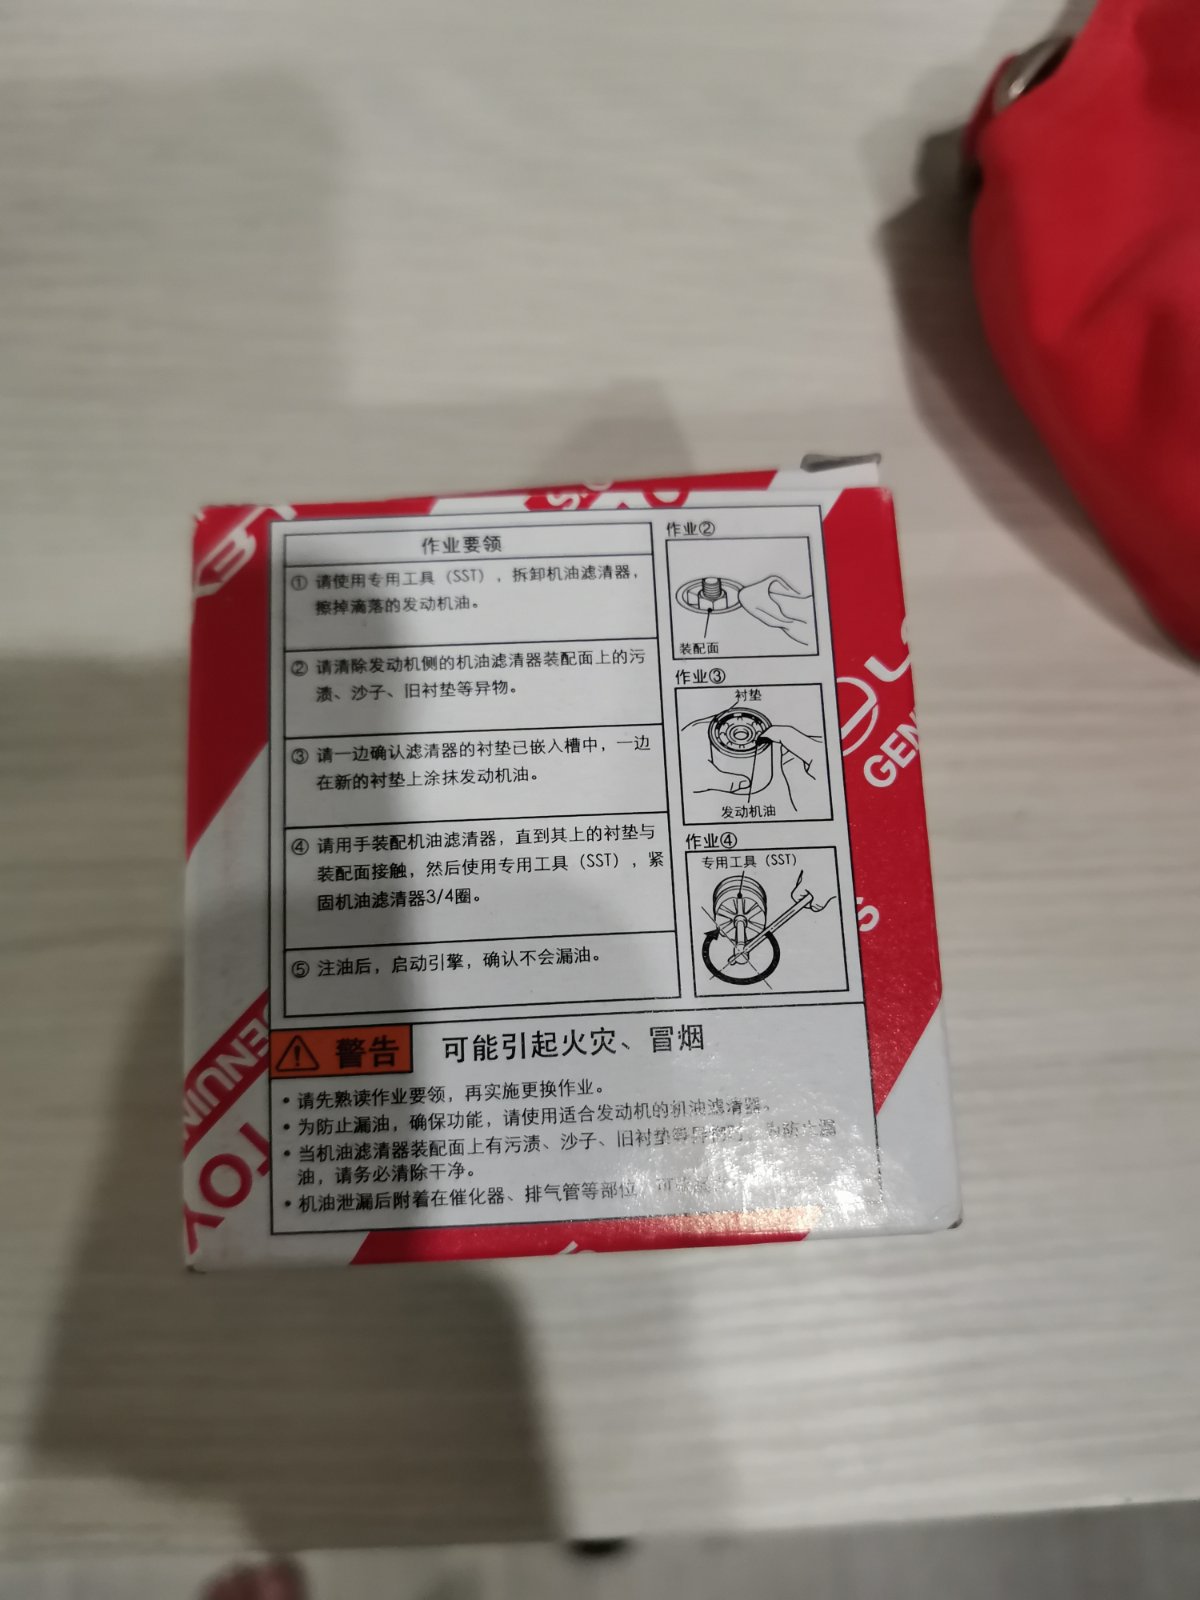 作业要领
① 请使用专用工具（SST），拆卸机油滤清器，
擦掉滴落的发动机油。
② 请清除发动机侧的机油滤清器装配面上的污
渍、沙子、旧衬垫等异物。
③ 请一边确认滤清器的衬垫已嵌入槽中，一边
在新的衬垫上涂抹发动机油。
④ 请用手装配机油滤清器，直到其上的衬垫与
装配面接触，然后使用专用工具（SST），紧
固机油滤清器3/4圈。
⑤ 注油后，启动引擎，确认不会漏油。
作业②
装配面
作业③
衬垫
发动机油
作业④
专用工具（SST）
警告 可能引起火灾、冒烟
• 请先熟读作业要领，再实施更换作业。
• 为防止漏油，确保功能，请使用适合发动机的机油滤清器。
• 当机油滤清器装配面上有污渍、沙子、旧衬垫等异物时，为防止漏
油，请务必清除干净。
• 机油泄漏后附着在催化器、排气管等部位，可
GEN
GENUIN
TOY